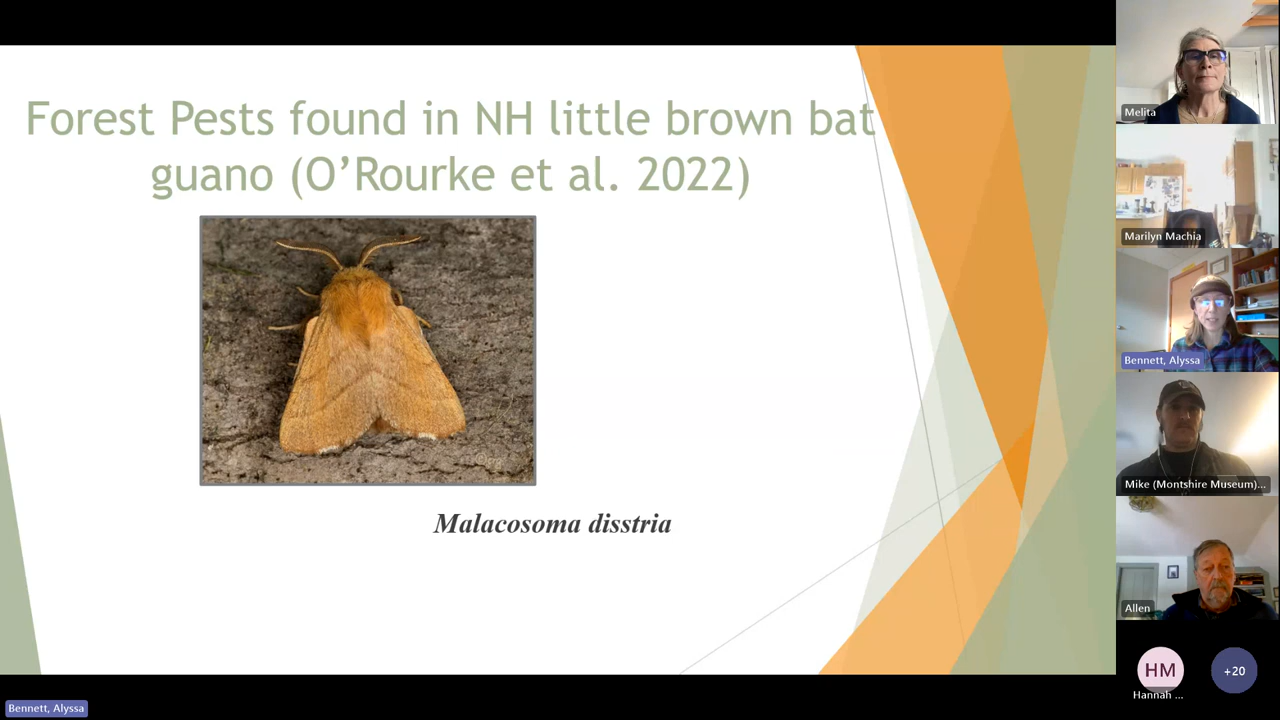 Forest Pests found in NH little brown bat
guano (O'Rourke et al. 2022)
Malacosoma disstria
Melita
Marilyn Machia
Bennett, Alyssa
Mike (Montshire Museum)...
Allen
HM
Hannah ...
+20
Bennett, Alyssa